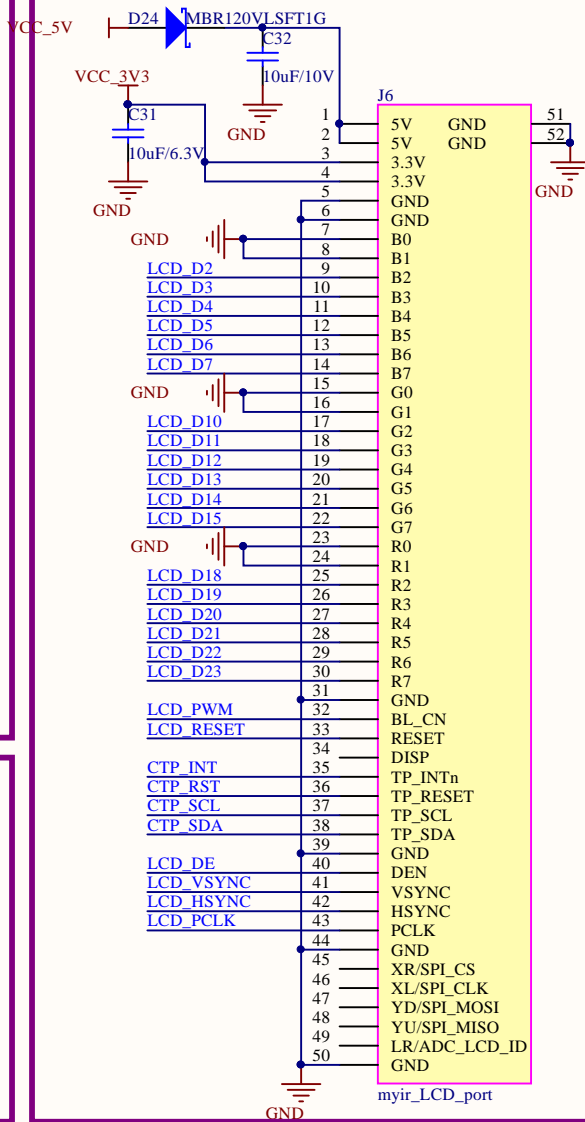 VCC_5V D24 MBR120VLSFT1G
C32
10uF/10V
GND
VCC_3V3
C31
10uF/6.3V
GND
J6
1 5V GND 51
2 5V GND 52
3 3.3V
4 3.3V
GND
5 GND
6 GND
GND 7 B0
8 B1
LCD_D2 9 B2
LCD_D3 10 B3
LCD_D4 11 B4
LCD_D5 12 B5
LCD_D6 13 B6
LCD_D7 14 B7
GND 15 G0
16 G1
LCD_D10 17 G2
LCD_D11 18 G3
LCD_D12 19 G4
LCD_D13 20 G5
LCD_D14 21 G6
LCD_D15 22 G7
GND 23 R0
24 R1
LCD_D18 25 R2
LCD_D19 26 R3
LCD_D20 27 R4
LCD_D21 28 R5
LCD_D22 29 R6
LCD_D23 30 R7
31 GND
LCD_PWM 32 BL_CN
LCD_RESET 33 RESET
34 DISP
CTP_INT 35 TP_INTn
CTP_RST 36 TP_RESET
CTP_SCL 37 TP_SCL
CTP_SDA 38 TP_SDA
39 GND
LCD_DE 40 DEN
LCD_VSYNC 41 VSYNC
LCD_HSYNC 42 HSYNC
LCD_PCLK 43 PCLK
44 GND
45 XR/SPI_CS
46 XL/SPI_CLK
47 YD/SPI_MOSI
48 YU/SPI_MISO
49 LR/ADC_LCD_ID
50 GND
myir_LCD_port
GND